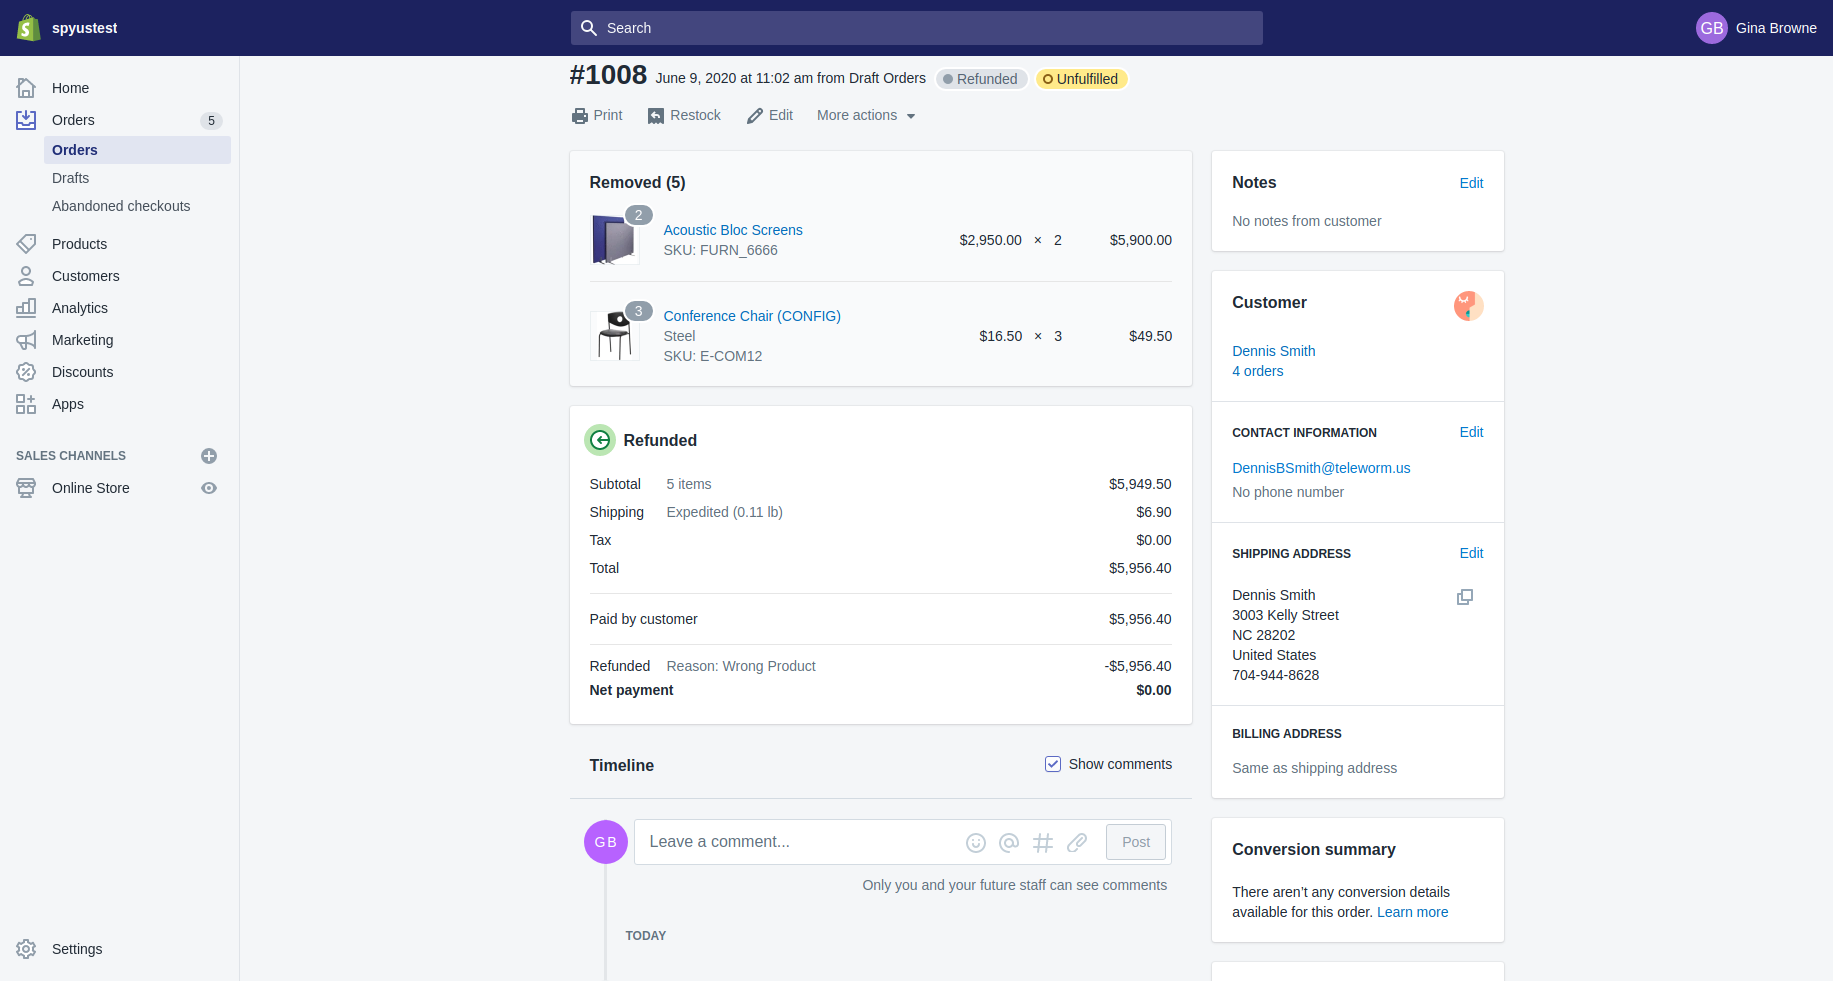 spyustest
Search
GB Gina Browne
Home
Orders 5
Orders
Drafts
Abandoned checkouts
Products
Customers
Analytics
Marketing
Discounts
Apps
SALES CHANNELS
Online Store
Settings
#1008 June 9, 2020 at 11:02 am from Draft Orders Refunded Unfulfilled
Print Restock Edit More actions
Removed (5)
2
Acoustic Bloc Screens
SKU: FURN_6666
$2,950.00 × 2 $5,900.00
3
Conference Chair (CONFIG)
Steel
SKU: E-COM12
$16.50 × 3 $49.50
Refunded
Subtotal 5 items $5,949.50
Shipping Expedited (0.11 lb) $6.90
Tax $0.00
Total $5,956.40
Paid by customer $5,956.40
Refunded Reason: Wrong Product -$5,956.40
Net payment $0.00
Timeline Show comments
GB Leave a comment... Post
Only you and your future staff can see comments
TODAY
Notes Edit
No notes from customer
Customer
Dennis Smith
4 orders
CONTACT INFORMATION Edit
DennisBSmith@teleworm.us
No phone number
SHIPPING ADDRESS Edit
Dennis Smith
3003 Kelly Street
NC 28202
United States
704-944-8628
BILLING ADDRESS
Same as shipping address
Conversion summary
There aren’t any conversion details
available for this order. Learn more